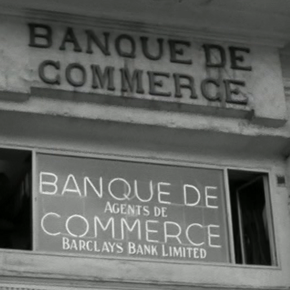 BANQUE DE
COMMERCE
BANQUE DE
AGENTS DE
COMMERCE
BARCLAYS BANK LIMITED